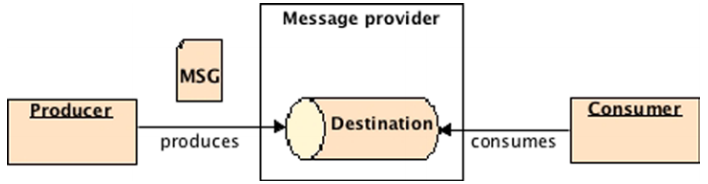 Message provider
MSG
Producer
Destination
Consumer
produces
consumes